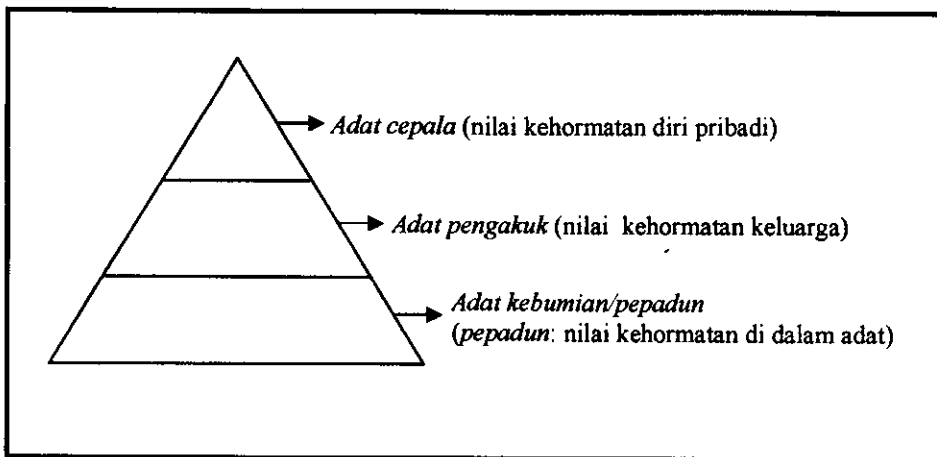 Adat cepala (nilai kehormatan diri pribadi)
Adat pengakuk (nilai kehormatan keluarga)
Adat kebumian/pepadun
(pepadun: nilai kehormatan di dalam adat)